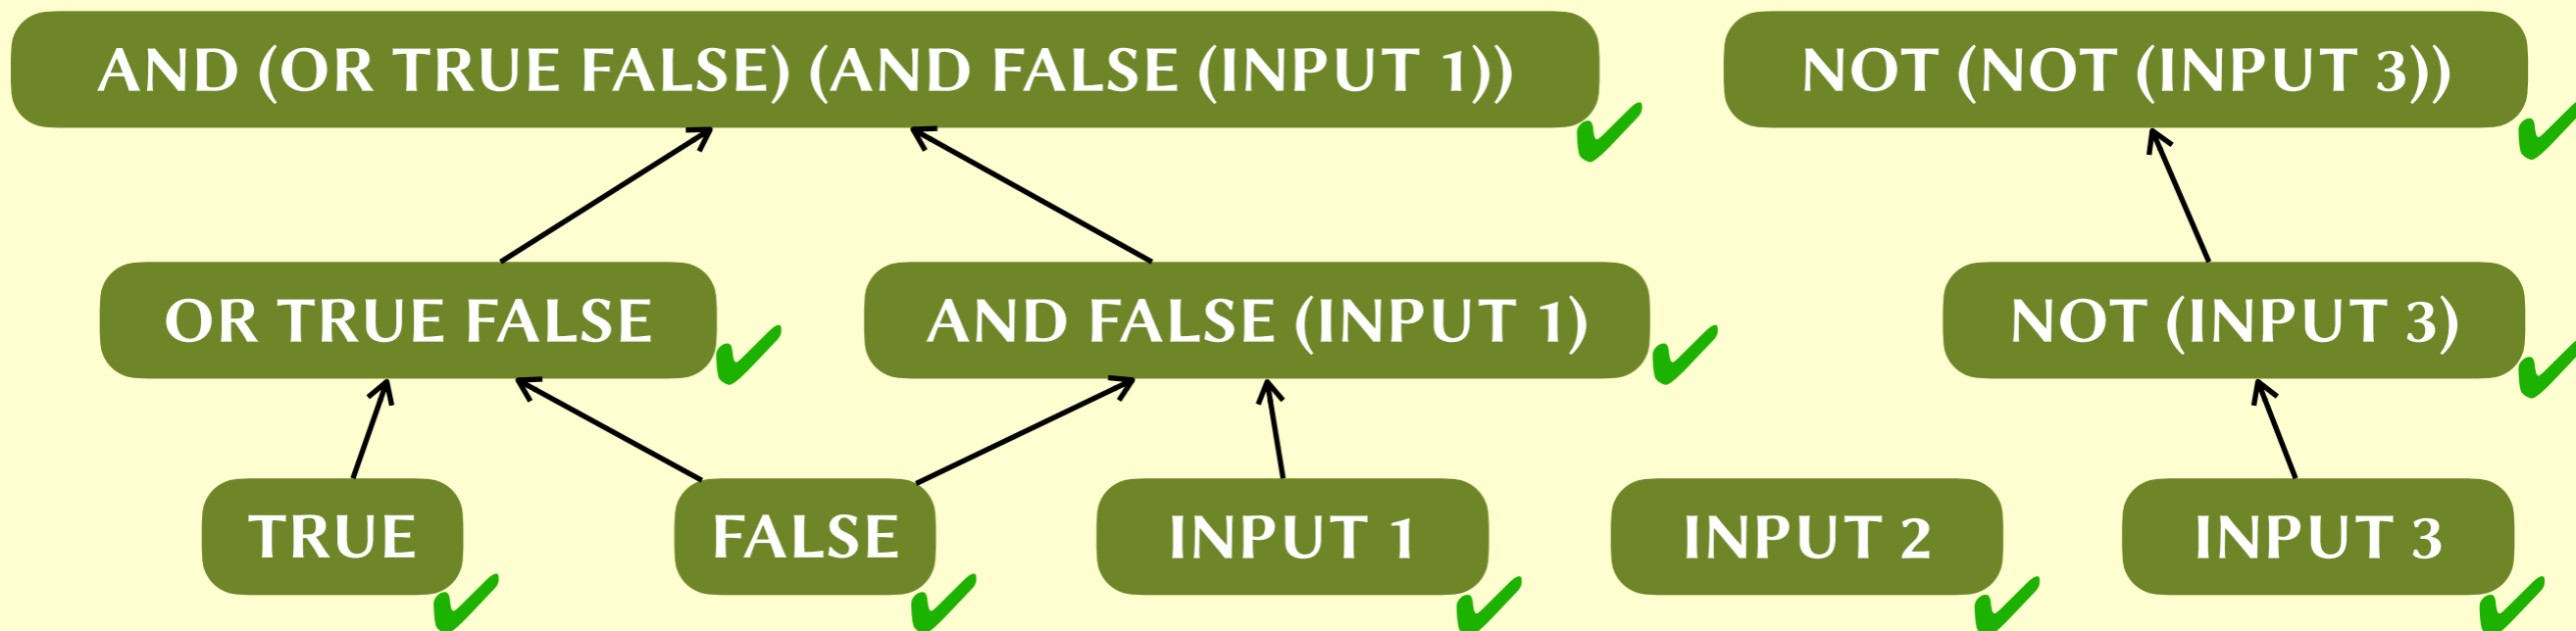 AND (OR TRUE FALSE) (AND FALSE (INPUT 1))
NOT (NOT (INPUT 3))
OR TRUE FALSE
AND FALSE (INPUT 1)
NOT (INPUT 3)
TRUE
FALSE
INPUT 1
INPUT 2
INPUT 3